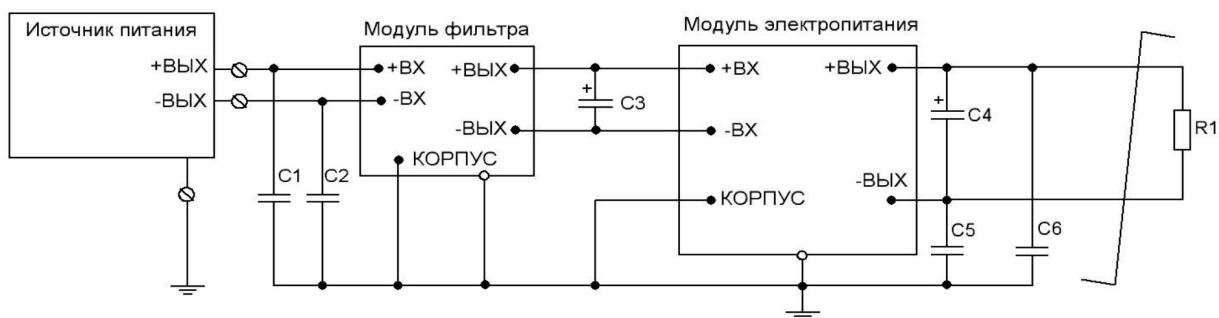 Источник питания
+ВЫХ
-ВЫХ
Модуль фильтра
+ВХ
-ВХ
+ВЫХ
-ВЫХ
КОРПУС
C1
C2
+
C3
Модуль электропитания
+ВХ
-ВХ
КОРПУС
+ВЫХ
-ВЫХ
+
C4
C5
C6
R1